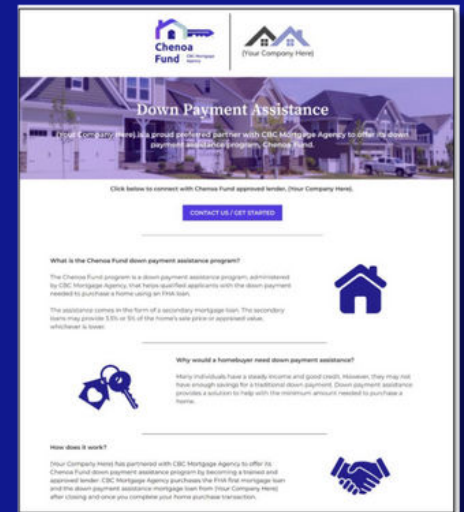 Chenoa
Fund
CBC Mortgage
Agency
(Your Company Here)
Down Payment Assistance
(Your Company Here) is a proud preferred partner with CBC Mortgage Agency to offer its down
payment assistance program, Chenoa Fund.
Click below to connect with Chenoa Fund approved lender, (Your Company Here).
CONTACT US / GET STARTED
What is the Chenoa Fund down payment assistance program?
The Chenoa Fund program is a down payment assistance program, administered
by CBC Mortgage Agency, that helps qualified applicants with the down payment
needed to purchase a home using an FHA loan.
The assistance comes in the form of a secondary mortgage loan. The secondary
loans may provide 3.5% or 5% of the home's sale price or appraised value,
whichever is lower.
Why would a homebuyer need down payment assistance?
Many individuals have a steady income and good credit. However, they may not
have enough savings for a traditional down payment. Down payment assistance
provides a solution to help with the minimum amount needed to purchase a
home.
How does it work?
(Your Company Here) has partnered with CBC Mortgage Agency to offer its
Chenoa Fund down payment assistance program by becoming a trained and
approved lender. CBC Mortgage Agency purchases the FHA first mortgage loan
and the down payment assistance mortgage loan from (Your Company Here)
after closing and once you complete your home purchase transaction.